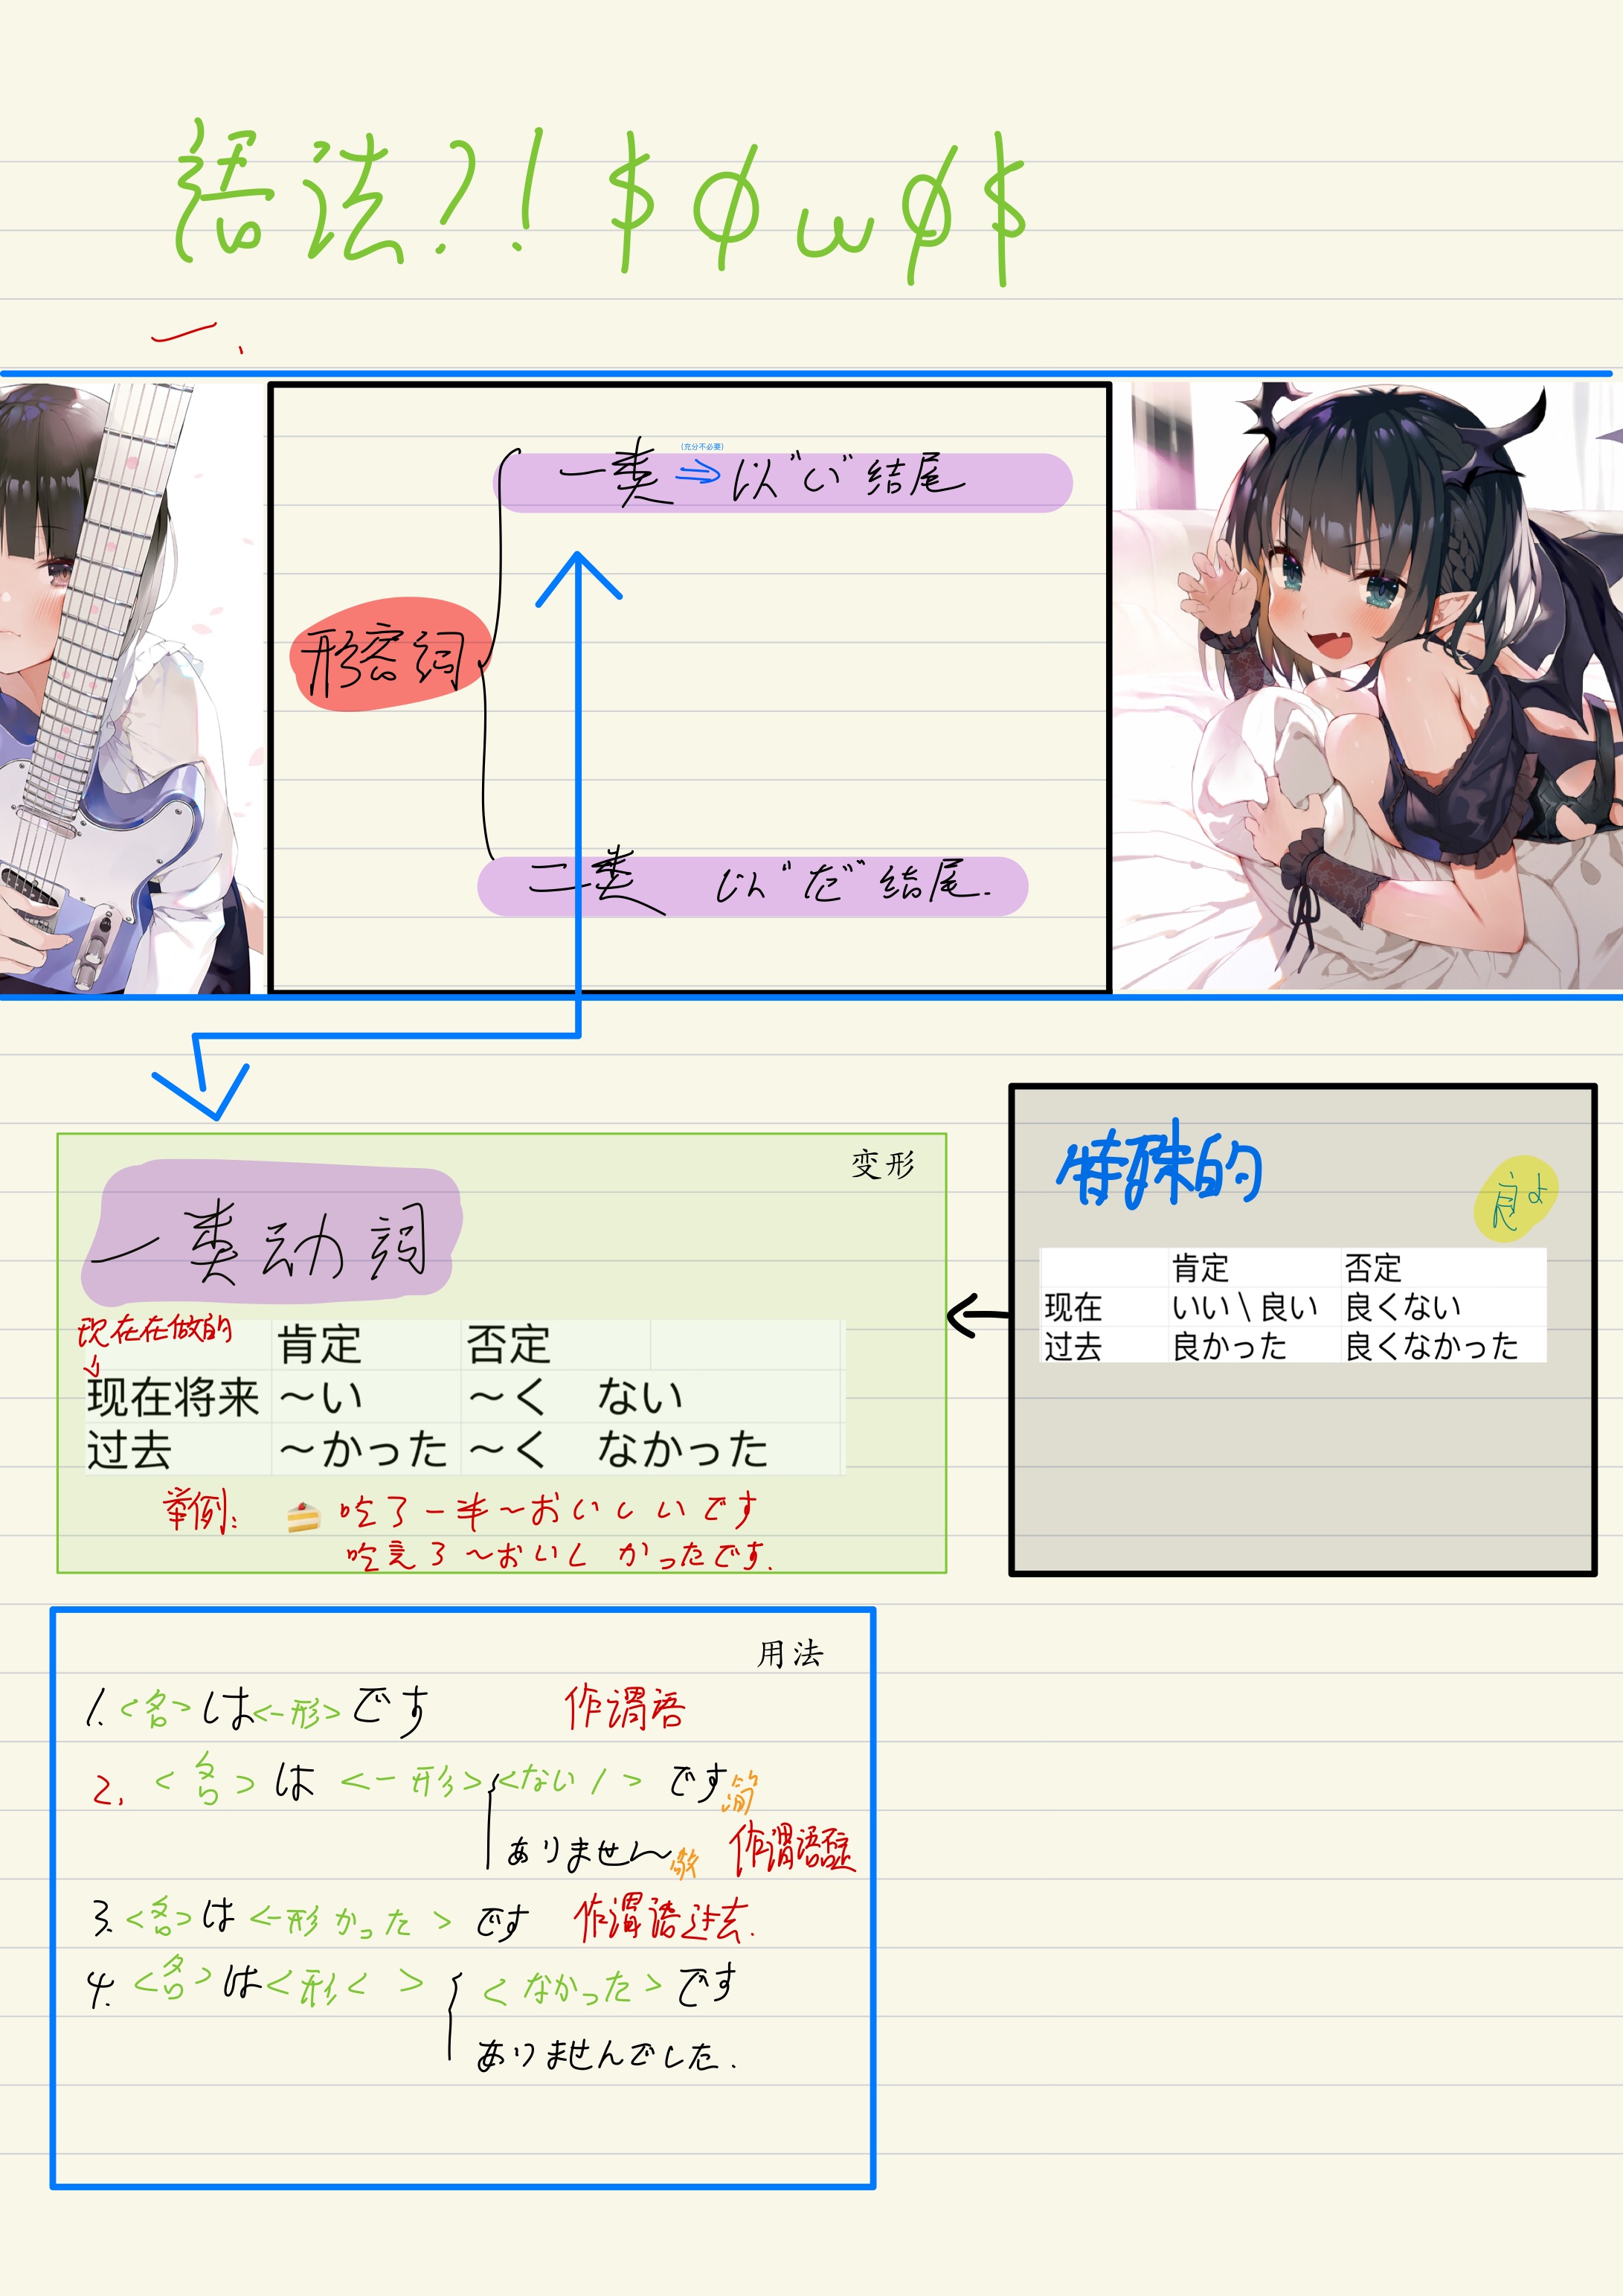 语法?! $ØωØ$
一、
(充分不必要)
一类 ⇒ 以"い"结尾
形容词
二类 以"だ"结尾.
变形
一类动词
现在在做的
↓
肯定 否定
现在将来 ～い ～く ない
过去 ～かった ～く なかった
举例: 🍰 吃了一半～おいしいです
吃完了～おいしかったです.
特殊的
良よ
肯定 否定
现在 いい \ 良い 良くない
过去 良かった 良くなかった
用法
1. <名> は <一形> です 作谓语
2. <名> は <一形> <ない/> です 简
ありません 敬 作谓语否定
3. <名> は <一形かった> です 作谓语过去.
4. <名> は <形く> <なかった> です
ありませんでした.